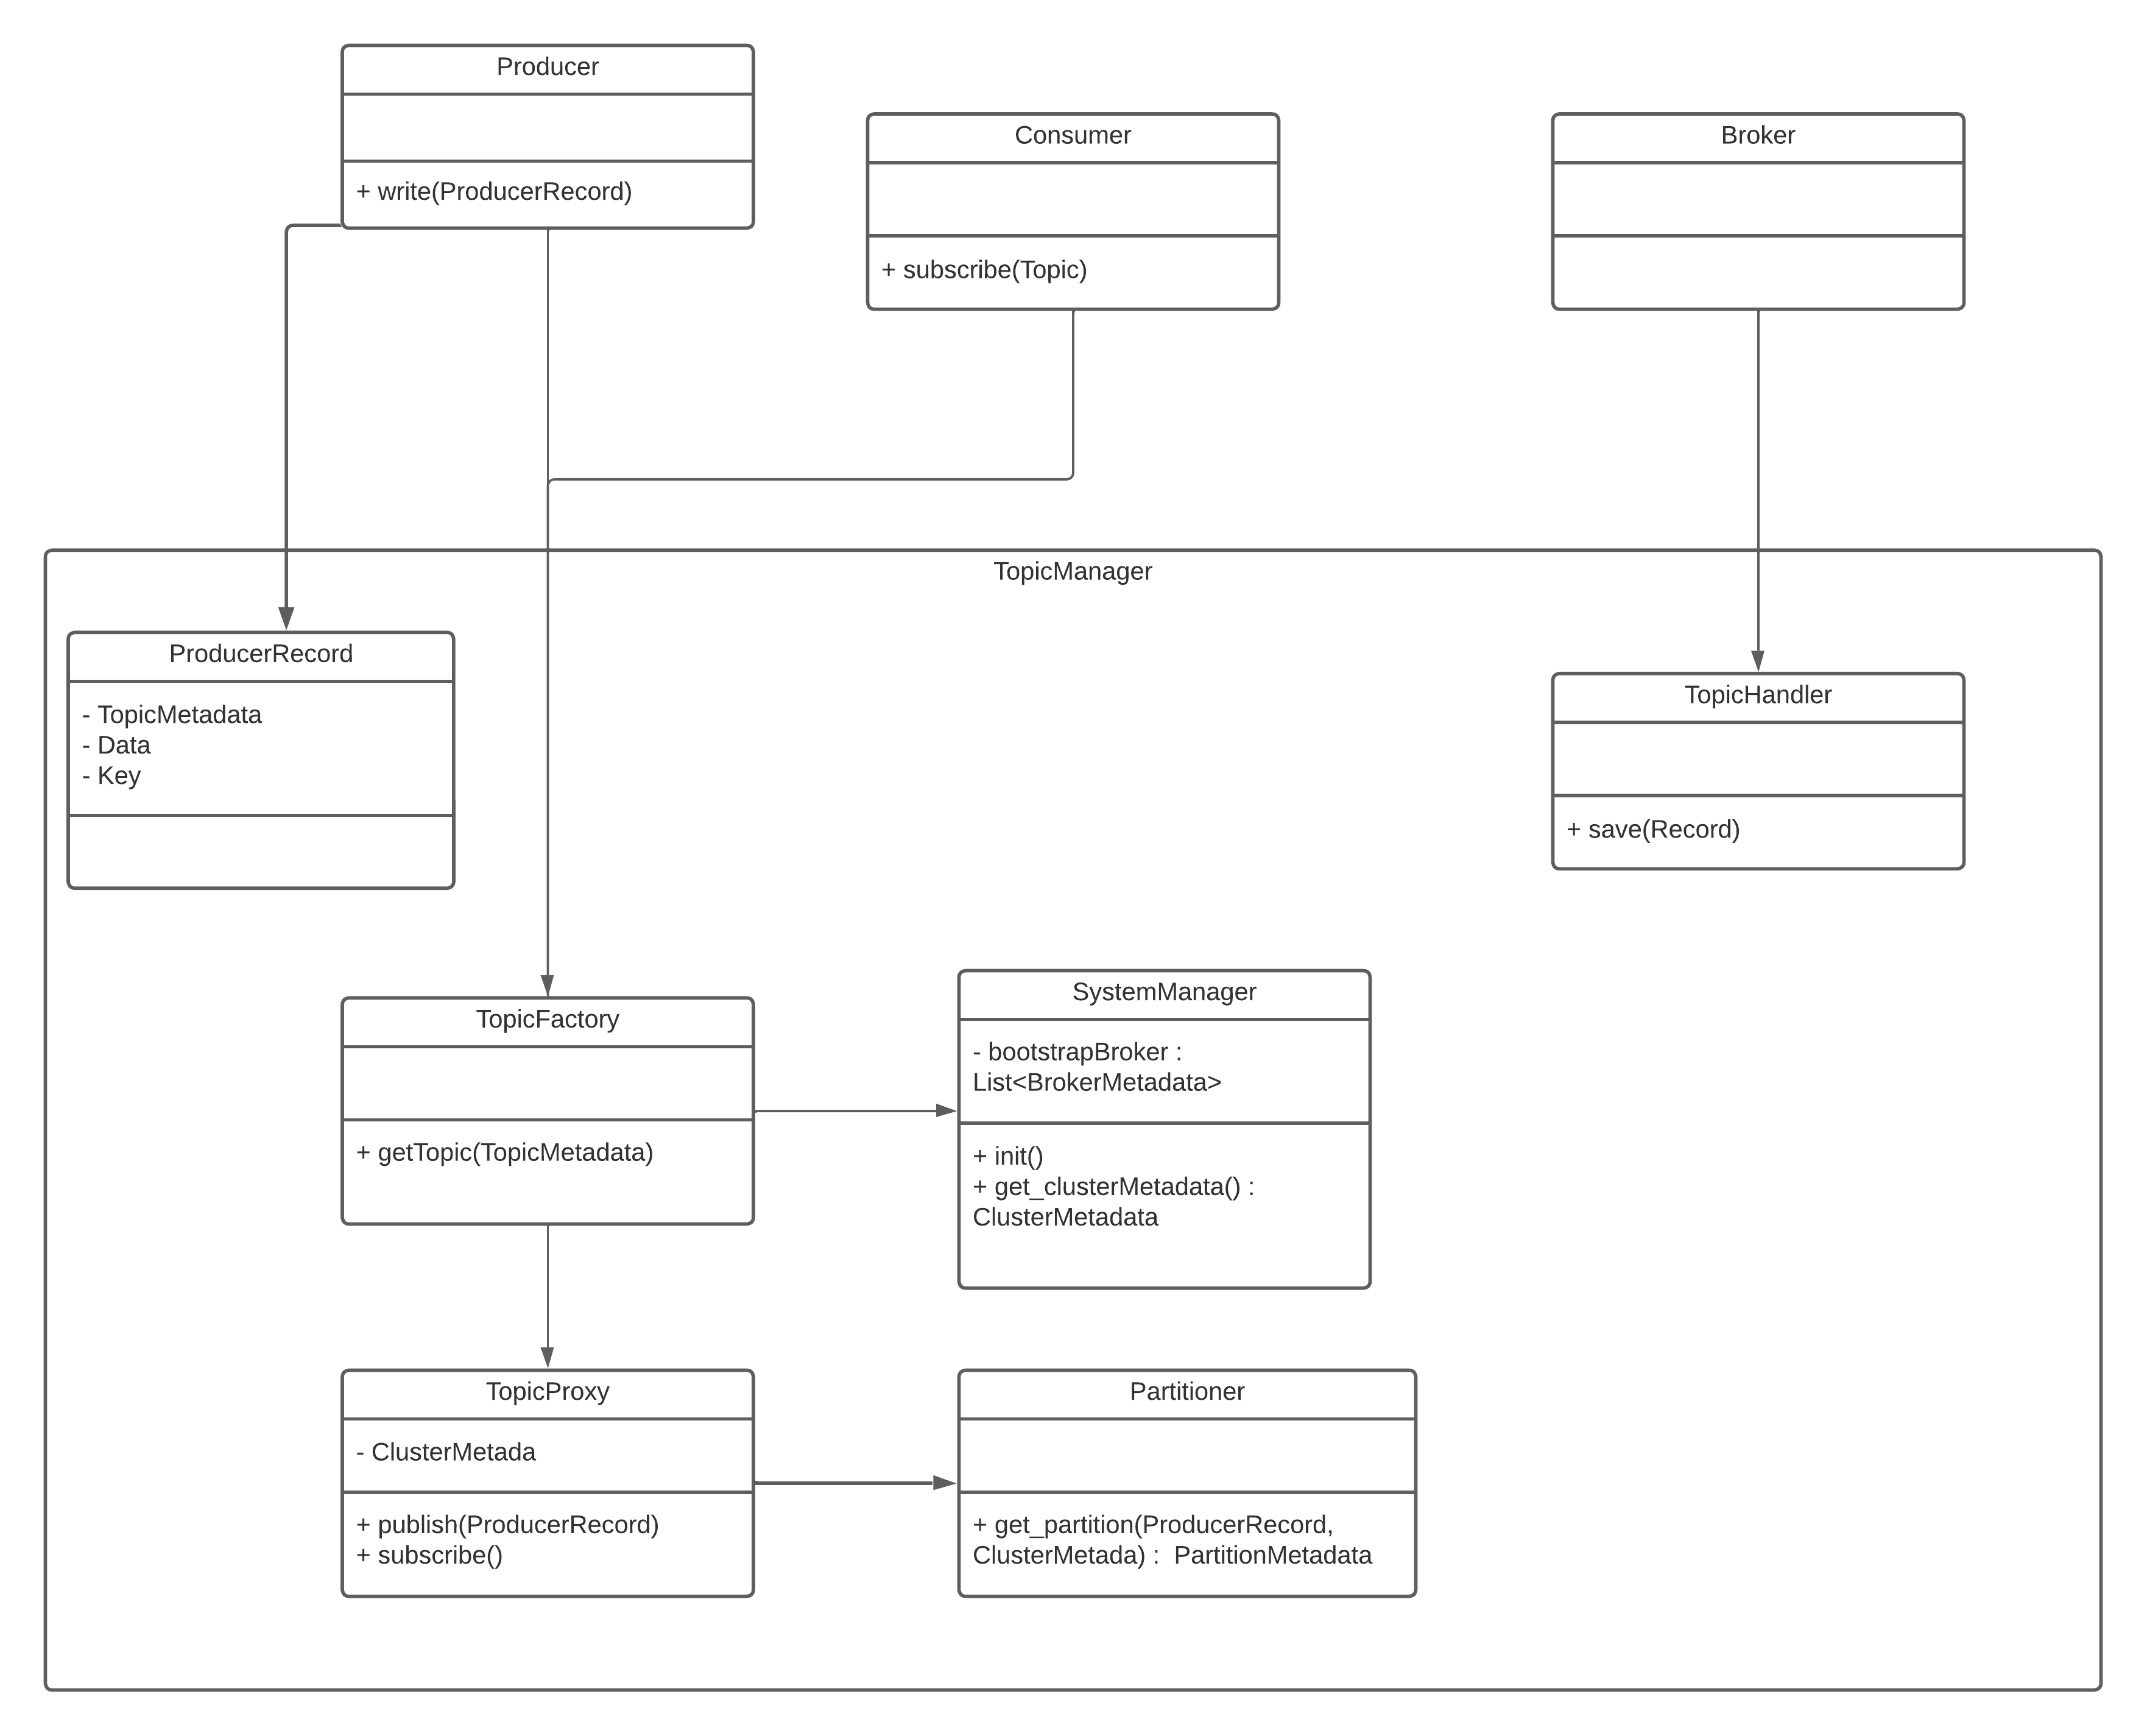 Producer
+ write(ProducerRecord)
Consumer
+ subscribe(Topic)
Broker
TopicManager
ProducerRecord
- TopicMetadata
- Data
- Key
TopicHandler
+ save(Record)
TopicFactory
+ getTopic(TopicMetadata)
SystemManager
- bootstrapBroker :
List<BrokerMetadata>
+ init()
+ get_clusterMetadata() :
ClusterMetadata
TopicProxy
- ClusterMetada
+ publish(ProducerRecord)
+ subscribe()
Partitioner
+ get_partition(ProducerRecord,
ClusterMetada) :  PartitionMetadata